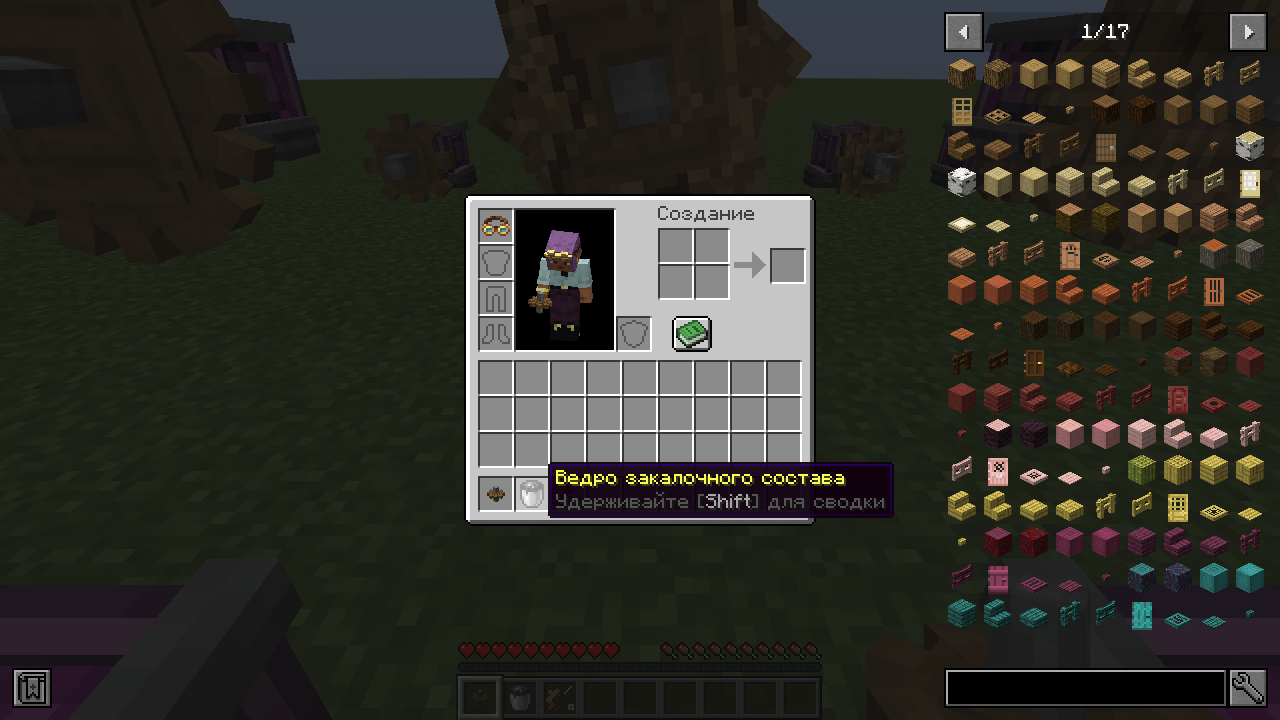 1/17
Создание
Ведро закалочного состава
Удерживайте [Shift] для сводки